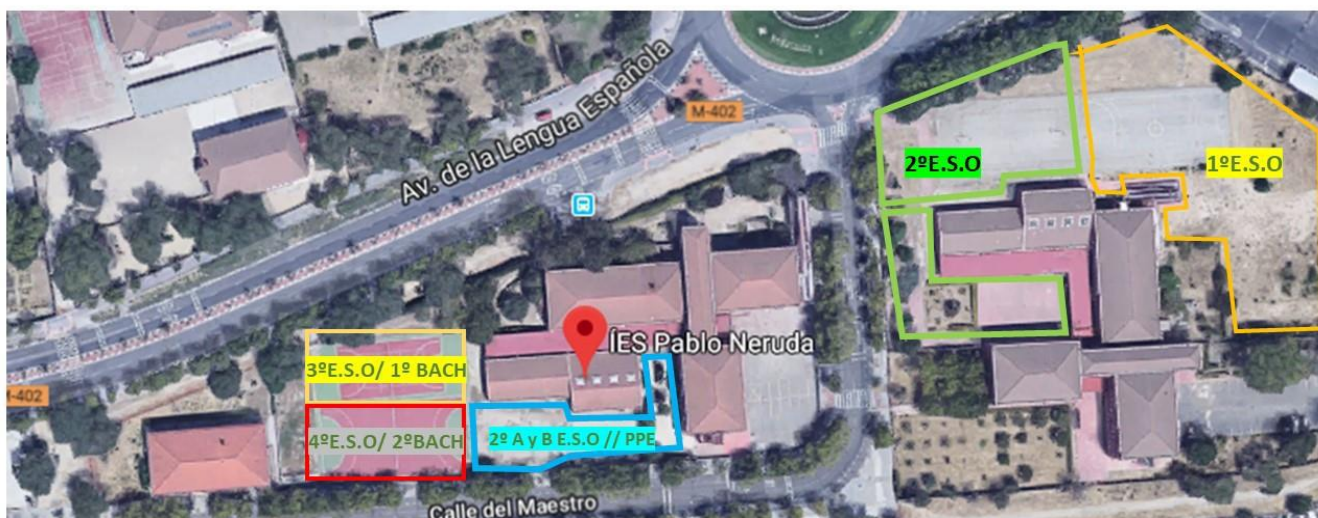 Av. de la Lengua Española
M-402
2ºE.S.O
1ºE.S.O
ÍES Pablo Neruda
3ºE.S.O/ 1º BACH
M-402
4ºE.S.O/ 2ºBACH
2º A y B E.S.O // PPE
Calle del Maestro